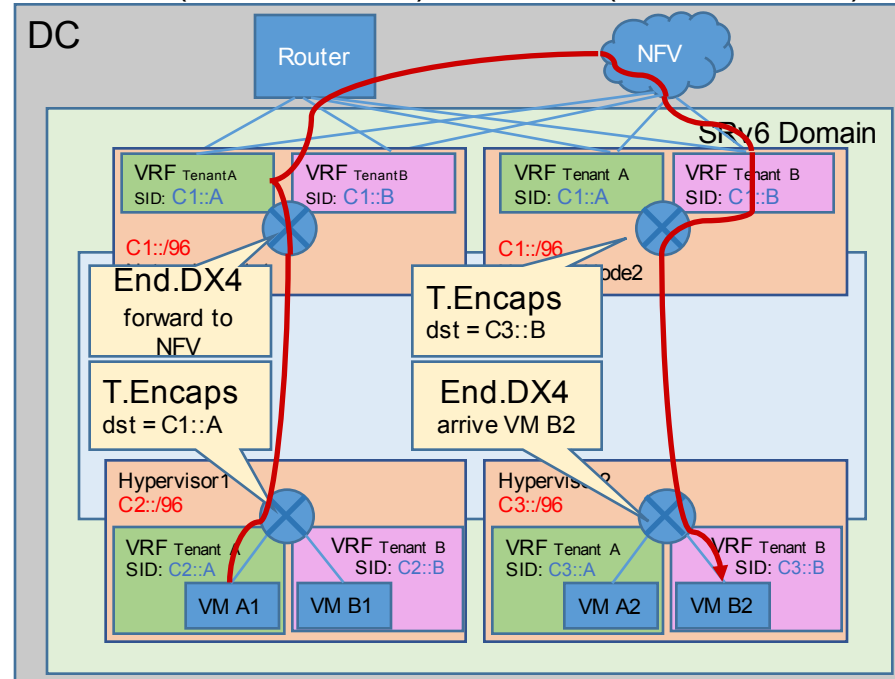 DC
Router
NFV
SRv6 Domain
VRF TenantA
SID: C1::A
VRF TenantB
SID: C1::B
VRF Tenant A
SID: C1::A
VRF Tenant B
SID: C1::B
C1::/96
C1::/96
ode2
End.DX4
forward to
NFV
T.Encaps
dst = C3::B
T.Encaps
dst = C1::A
End.DX4
arrive VM B2
Hypervisor1
C2::/96
Hypervisor2
C3::/96
VRF Tenant A
SID: C2::A
VRF Tenant B
SID: C2::B
VRF Tenant A
SID: C3::A
VRF Tenant B
SID: C3::B
VM A1
VM B1
VM A2
VM B2